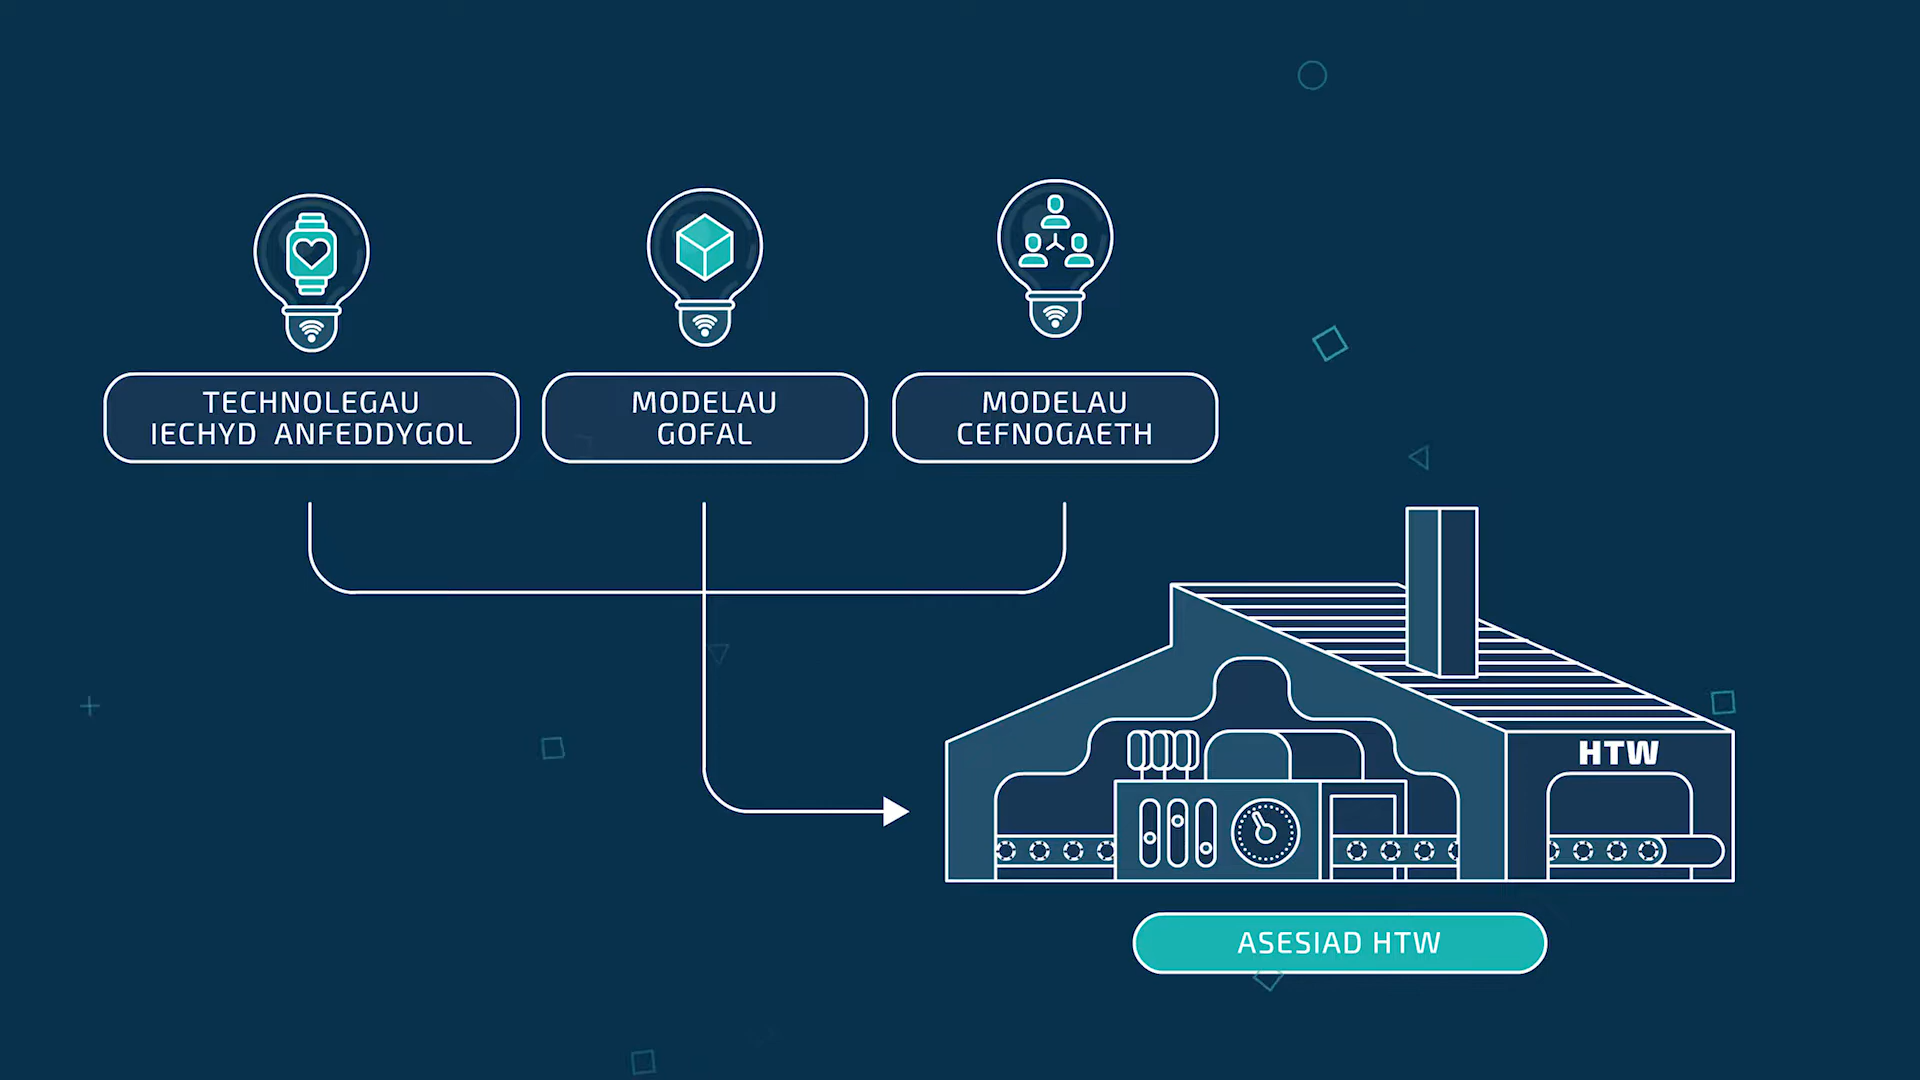 TECHNOLEGAU
IECHYD ANFEDDYGOL
MODELAU
GOFAL
MODELAU
CEFNOGAETH
HTW
ASESIAD HTW